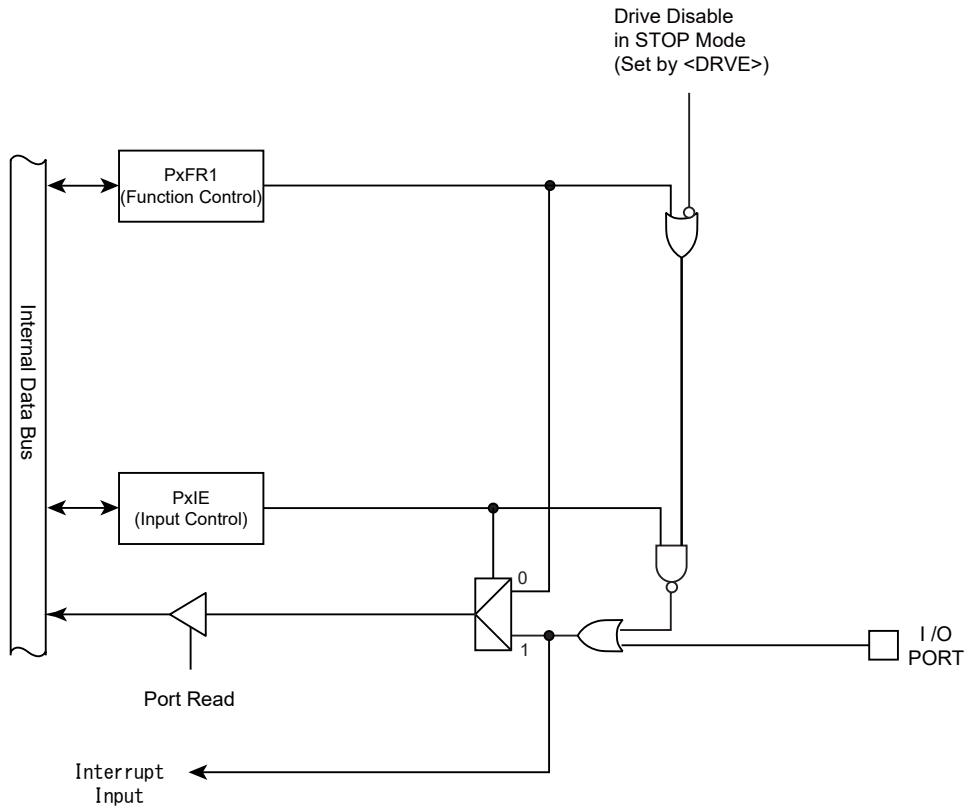 Drive Disable
in STOP Mode
(Set by <DRVE>)
PxFR1
(Function Control)
Internal Data Bus
PxIE
(Input Control)
0
1
I /O
PORT
Port Read
Interrupt
Input